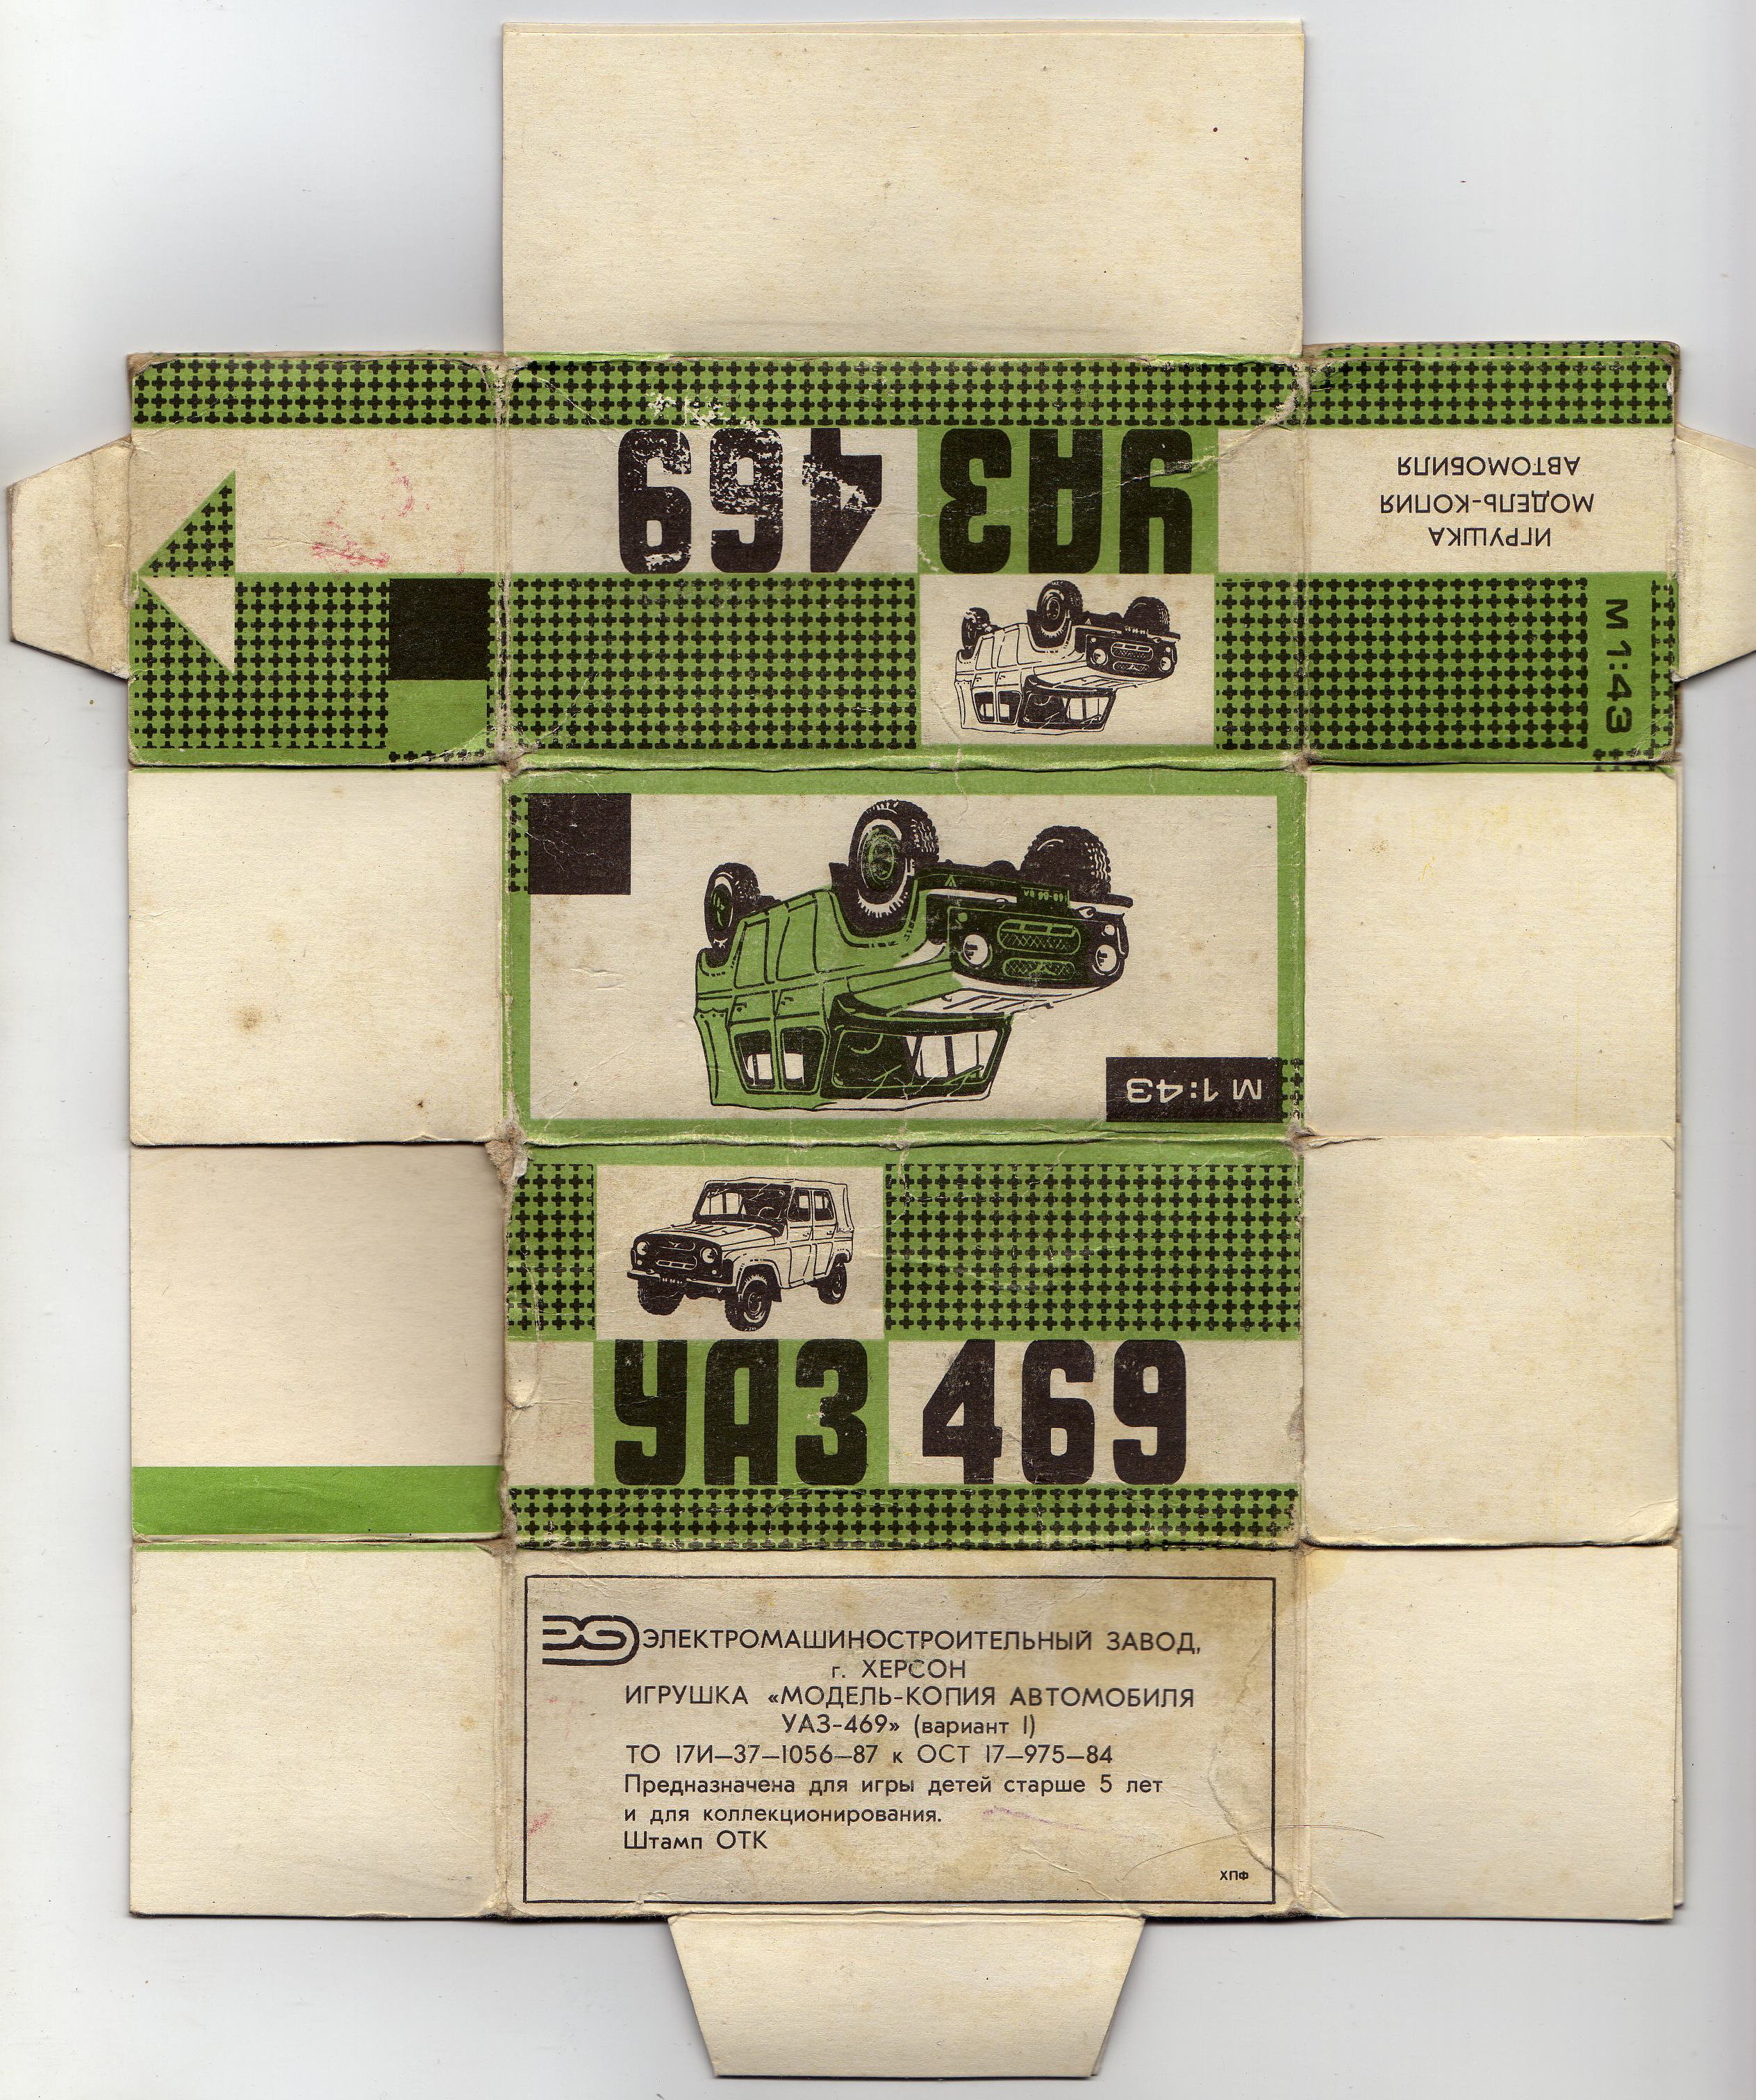 УАЗ 469
ИГРУШКА
МОДЕЛЬ-КОПИЯ
АВТОМОБИЛЯ
М 1:43
М 1:43
УАЗ 469
ЭЛЕКТРОМАШИНОСТРОИТЕЛЬНЫЙ ЗАВОД,
г. ХЕРСОН
ИГРУШКА «МОДЕЛЬ-КОПИЯ АВТОМОБИЛЯ
УАЗ-469» (вариант I)
ТО 17И—37—1056—87 к ОСТ 17—975—84
Предназначена для игры детей старше 5 лет
и для коллекционирования.
Штамп ОТК
ХПФ